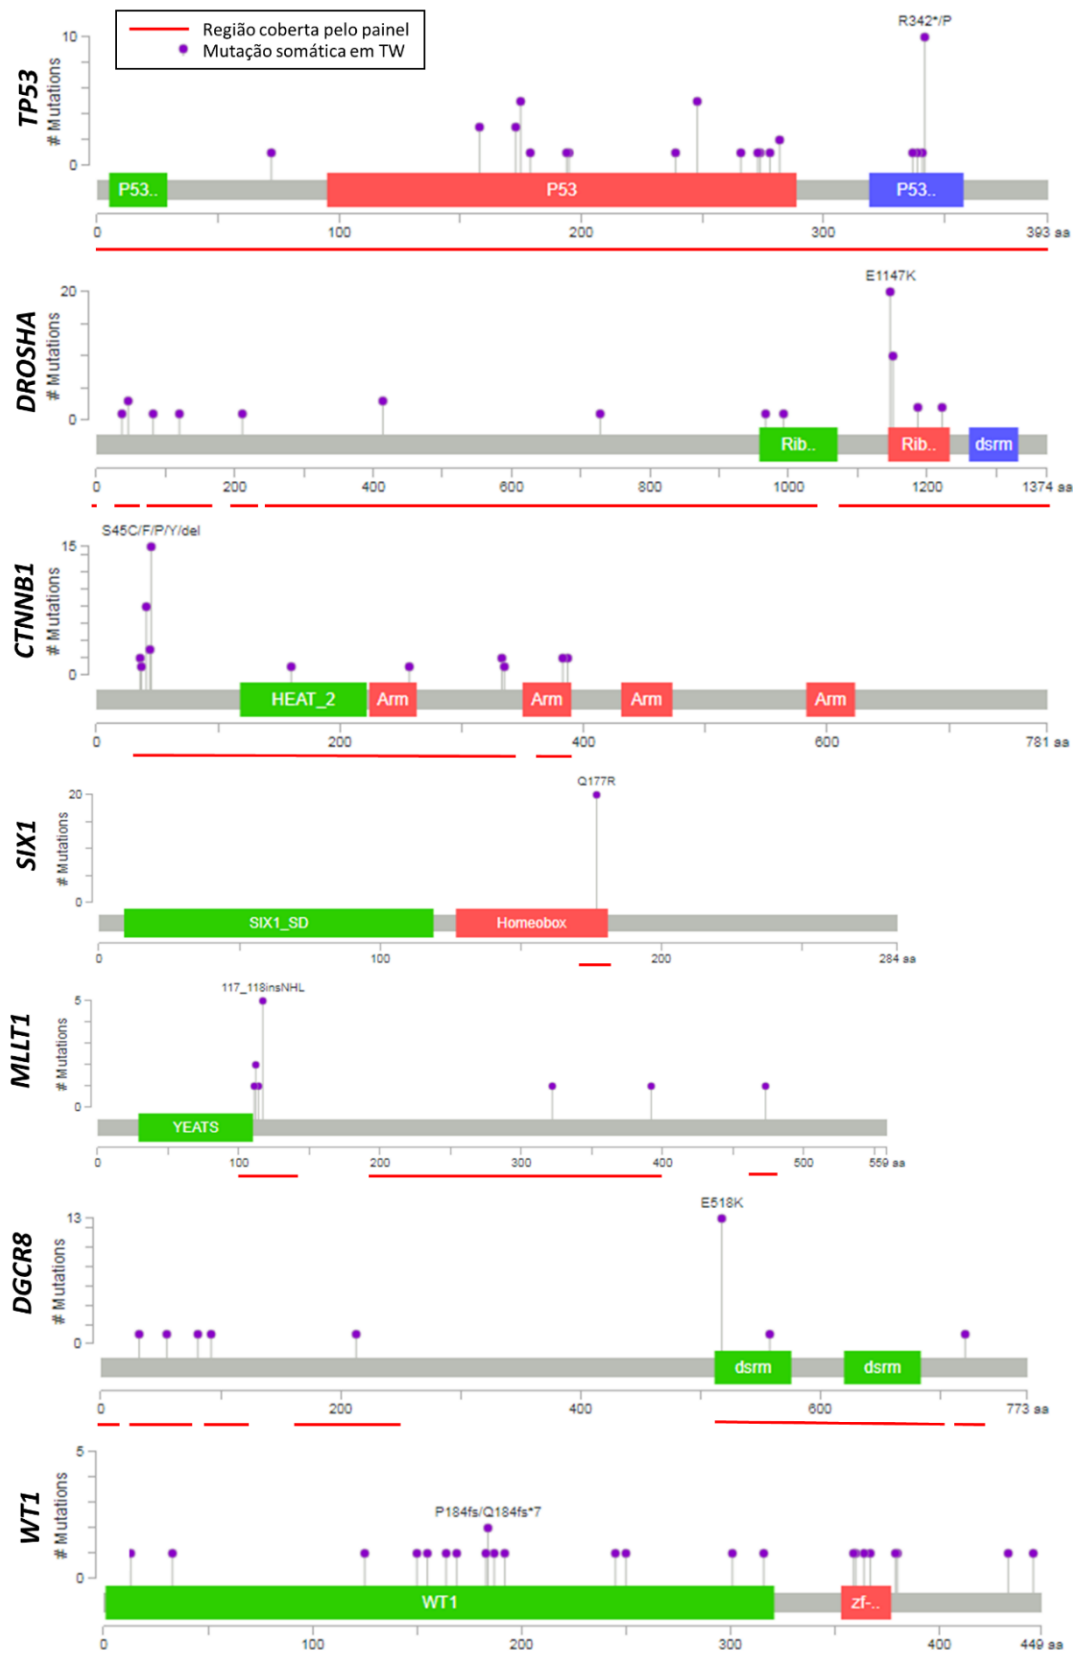 Região coberta pelo painel
Mutação somática em TW
TP53
# Mutations
10
0
R342*/P
P53.. P53 P53..
0 100 200 300 393 aa
DROSHA
# Mutations
20
0
E1147K
Rib.. Rib.. dsrm
0 200 400 600 800 1000 1200 1374 aa
CTNNB1
# Mutations
15
0
S45C/F/P/Y/del
HEAT_2 Arm Arm Arm Arm
0 200 400 600 781 aa
SIX1
# Mutations
20
0
Q177R
SIX1_SD Homeobox
0 100 200 284 aa
MLLT1
# Mutations
5
0
117_118insNHL
YEATS
0 100 200 300 400 500 559 aa
DGCR8
# Mutations
13
0
E518K
dsrm dsrm
0 200 400 600 773 aa
WT1
# Mutations
5
0
P184fs/Q184fs*7
WT1 zf-..
0 100 200 300 400 449 aa